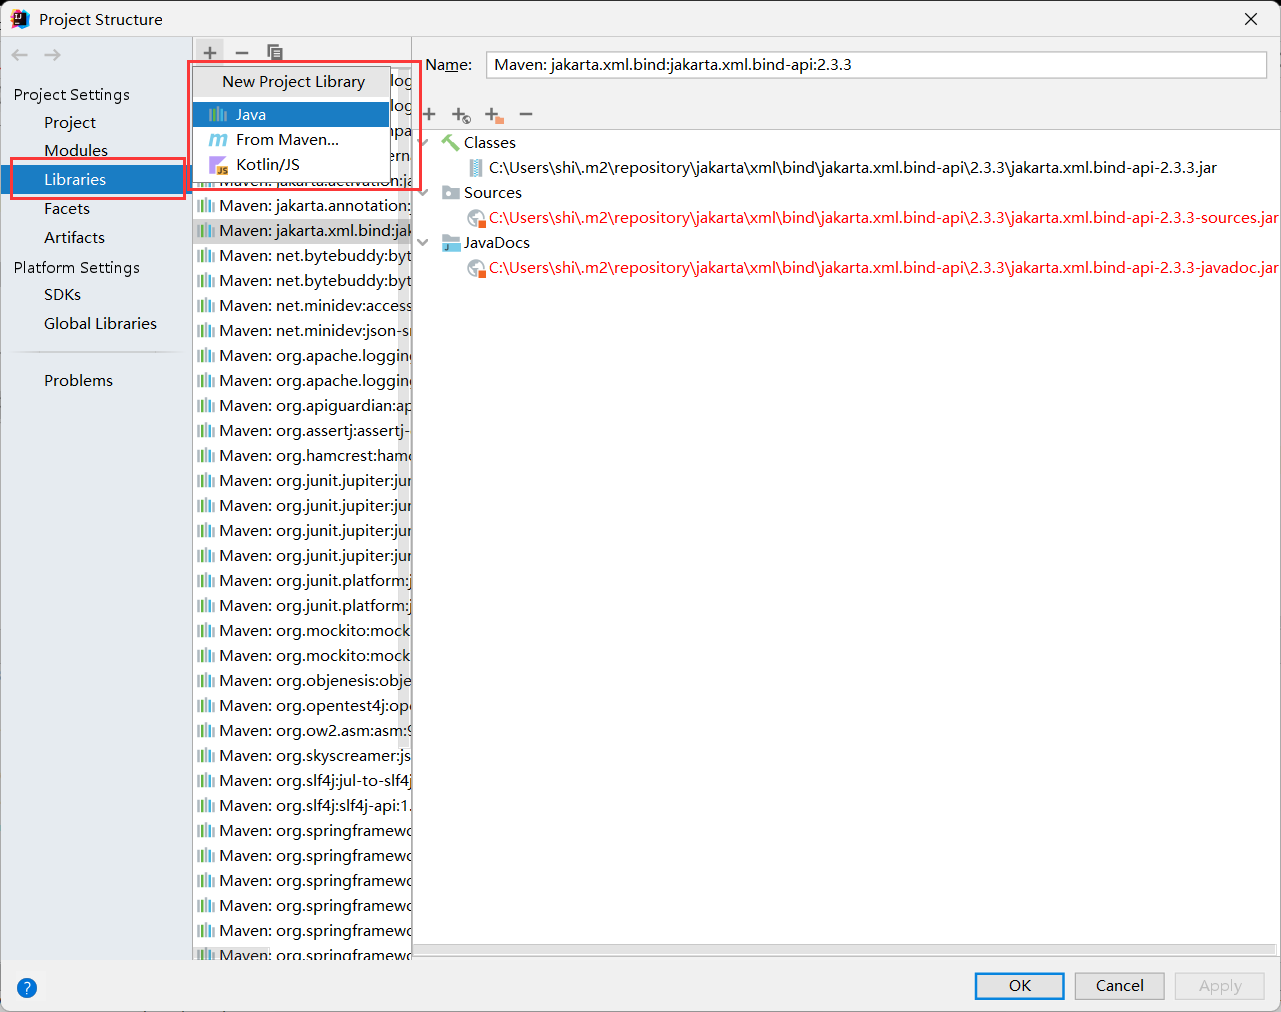 Project Structure
Project Settings
Project
Modules
Libraries
Facets
Artifacts
Platform Settings
SDKs
Global Libraries
Problems
New Project Library
Java
From Maven...
Kotlin/JS
Maven: jakarta.activation:ja
Maven: jakarta.annotation:
Maven: jakarta.xml.bind:jak
Maven: net.bytebuddy:byt
Maven: net.bytebuddy:byt
Maven: net.minidev:access
Maven: net.minidev:json-sr
Maven: org.apache.logging
Maven: org.apache.logging
Maven: org.apiguardian:ap
Maven: org.assertj:assertj-
Maven: org.hamcrest:hamc
Maven: org.junit.jupiter:jur
Maven: org.junit.jupiter:jur
Maven: org.junit.jupiter:jur
Maven: org.junit.jupiter:jur
Maven: org.junit.platform:j
Maven: org.junit.platform:j
Maven: org.mockito:mock
Maven: org.mockito:mock
Maven: org.objenesis:obje
Maven: org.opentest4j:ope
Maven: org.ow2.asm:asm:9
Maven: org.skyscreamer:js
Maven: org.slf4j:jul-to-slf4j
Maven: org.slf4j:slf4j-api:1.
Maven: org.springframewo
Maven: org.springframewo
Maven: org.springframewo
Maven: org.springframewo
Maven: org.springframewo
Maven: org.springframewo
Name: Maven: jakarta.xml.bind:jakarta.xml.bind-api:2.3.3
Classes
C:\Users\shi\.m2\repository\jakarta\xml\bind\jakarta.xml.bind-api\2.3.3\jakarta.xml.bind-api-2.3.3.jar
Sources
C:\Users\shi\.m2\repository\jakarta\xml\bind\jakarta.xml.bind-api\2.3.3\jakarta.xml.bind-api-2.3.3-sources.jar
JavaDocs
C:\Users\shi\.m2\repository\jakarta\xml\bind\jakarta.xml.bind-api\2.3.3\jakarta.xml.bind-api-2.3.3-javadoc.jar
OK
Cancel
Apply